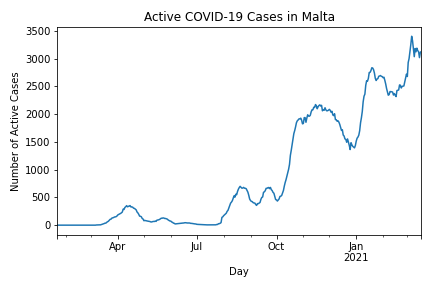 Active COVID-19 Cases in Malta
Number of Active Cases
3500
3000
2500
2000
1500
1000
500
0
Apr
Jul
Oct
Jan
2021
Day